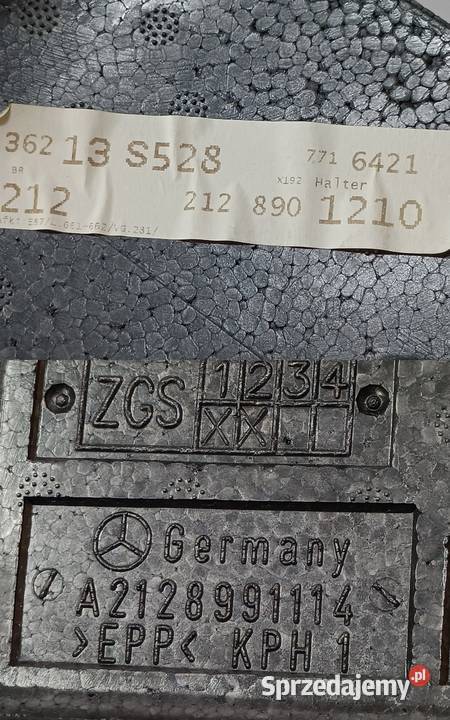 362 13 S528 771 6421
BR X192 Halter
212 212 890 1210
ZGS 1 2 3 4
X X
Germany
A2128991114
>EPP< KPH 1
Sprzedajemy.pl